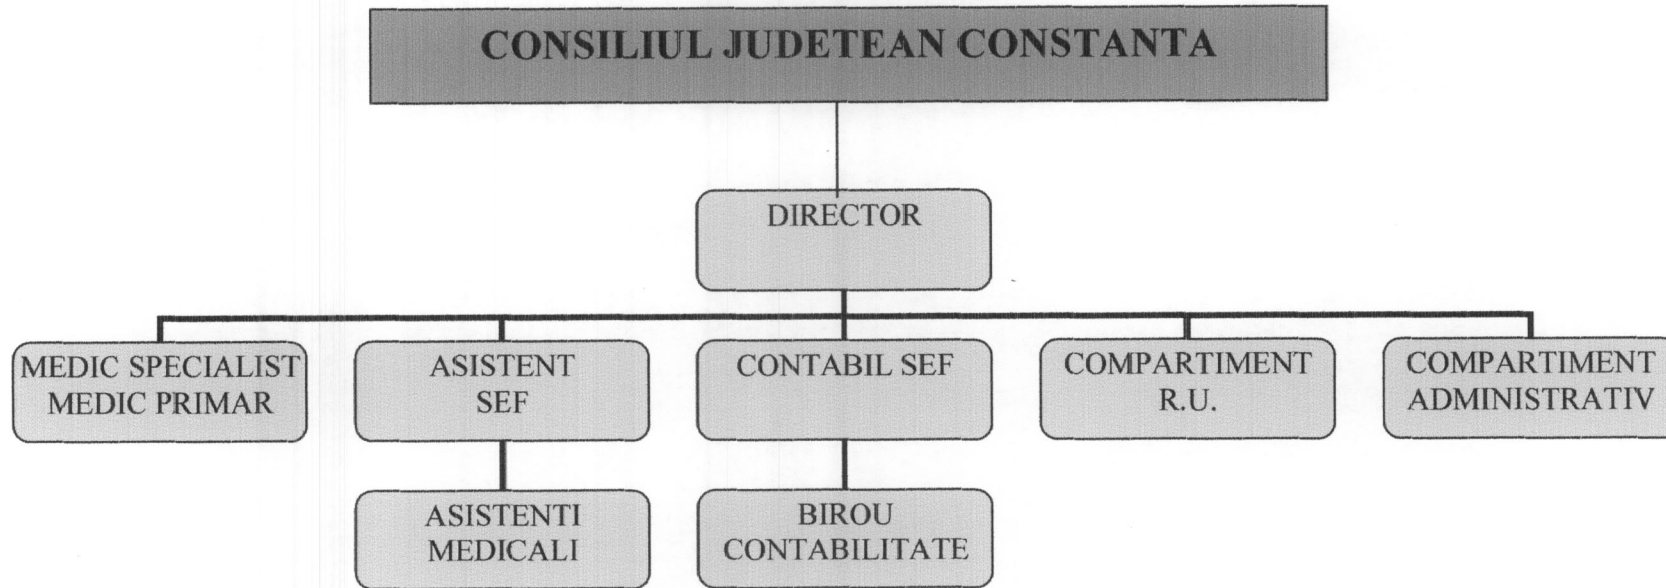 CONSILIUL JUDETEAN CONSTANTA
DIRECTOR
MEDIC SPECIALIST
MEDIC PRIMAR
ASISTENT
SEF
CONTABIL SEF
COMPARTIMENT
R.U.
COMPARTIMENT
ADMINISTRATIV
ASISTENTI
MEDICALI
BIROU
CONTABILITATE